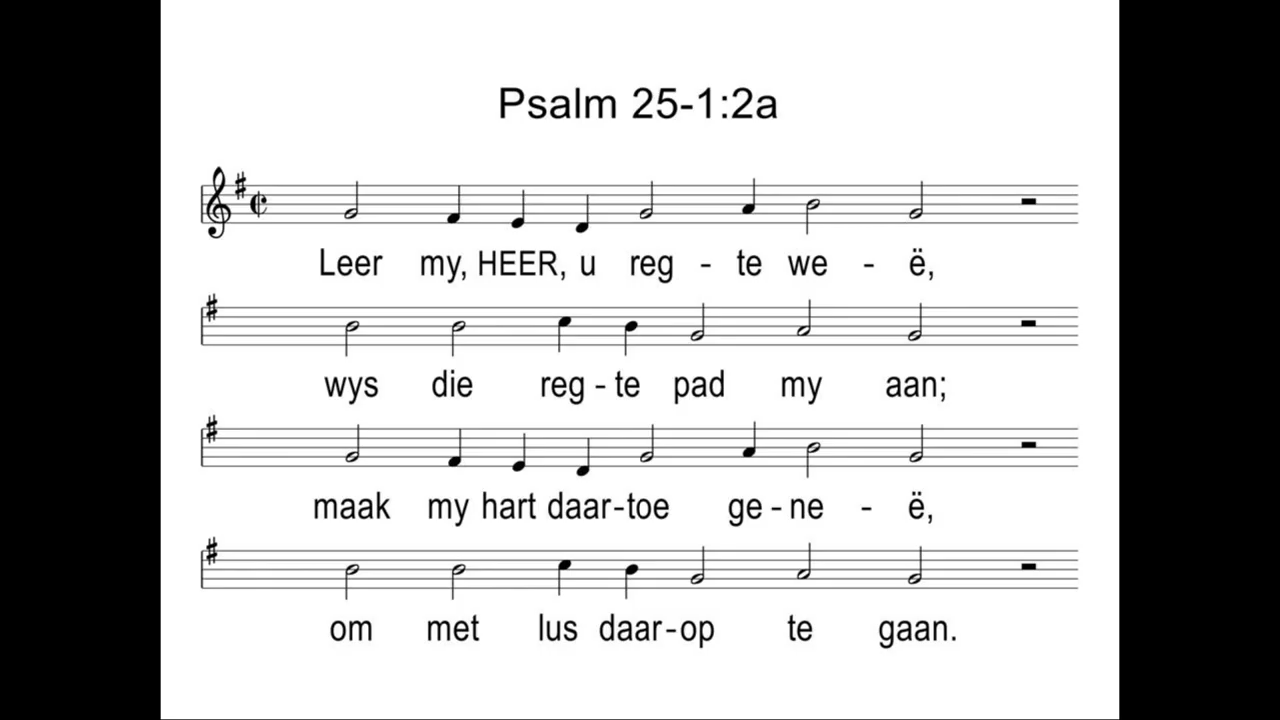 Psalm 25-1:2a
Leer my, HEER, u reg - te we - ë,
wys die reg - te pad my aan;
maak my hart daar-toe ge - ne - ë,
om met lus daar-op te gaan.